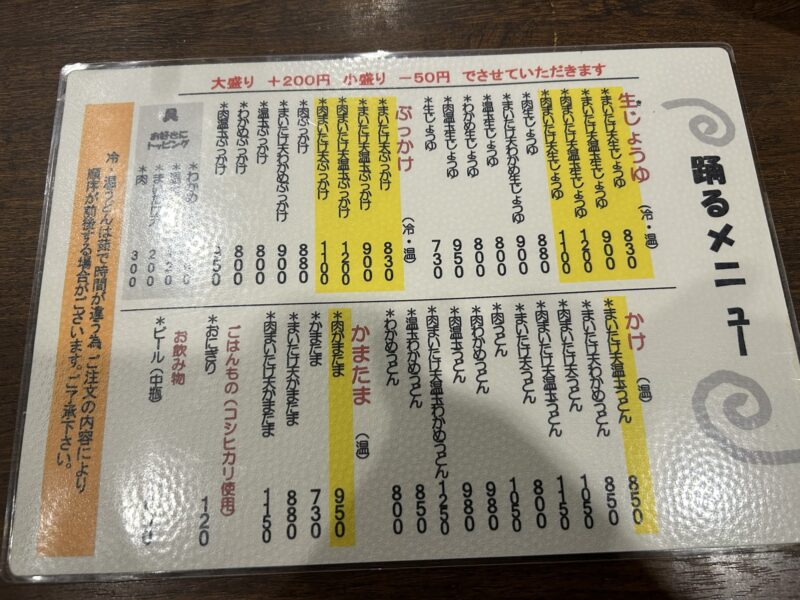 大盛り +200円 小盛り -50円 でさせていただきます
踊るメニュー
生じょうゆ (冷・温)
*まいたけ天生じょうゆ 830
*まいたけ天温玉生じょうゆ 900
*肉まいたけ天温玉生じょうゆ 1200
*肉まいたけ天生じょうゆ 1100
*肉生じょうゆ 880
*まいたけ天わかめ生じょうゆ 900
*温玉生じょうゆ 800
*わかめ生じょうゆ 800
*肉温玉生じょうゆ 950
*生じょうゆ 730
ぶっかけ (冷・温)
*まいたけ天ぶっかけ 830
*まいたけ天温玉ぶっかけ 900
*肉まいたけ天温玉ぶっかけ 1200
*肉まいたけ天ぶっかけ 1100
*肉ぶっかけ 880
*まいたけ天わかめぶっかけ 900
*温玉ぶっかけ 800
*わかめぶっかけ 800
*肉温玉ぶっかけ 950
具
お好きに
トッピング
*わかめ
*まいたけ天 200
*肉 300
かけ (温)
*まいたけ天温玉うどん 850
*まいたけ天わかめうどん 850
*肉まいたけ天温玉うどん 1150
*肉まいたけ天うどん 1050
*まいたけ天うどん 800
*肉うどん
*肉わかめうどん 980
*肉温玉うどん 980
*肉まいたけ天温玉わかめうどん 1250
*温玉わかめうどん 850
*わかめうどん 800
かまたま (温)
*肉かまたま 950
*かまたま 730
*まいたけ天かまたま 880
*肉まいたけ天かまたま 1150
ごはんもの(コシヒカリ使用)
*おにぎり 120
お飲み物
*ビール(中瓶)
冷・温うどんは茹で時間が違う為、ご注文の内容により
順序が前後する場合がございます。ご了承下さい。